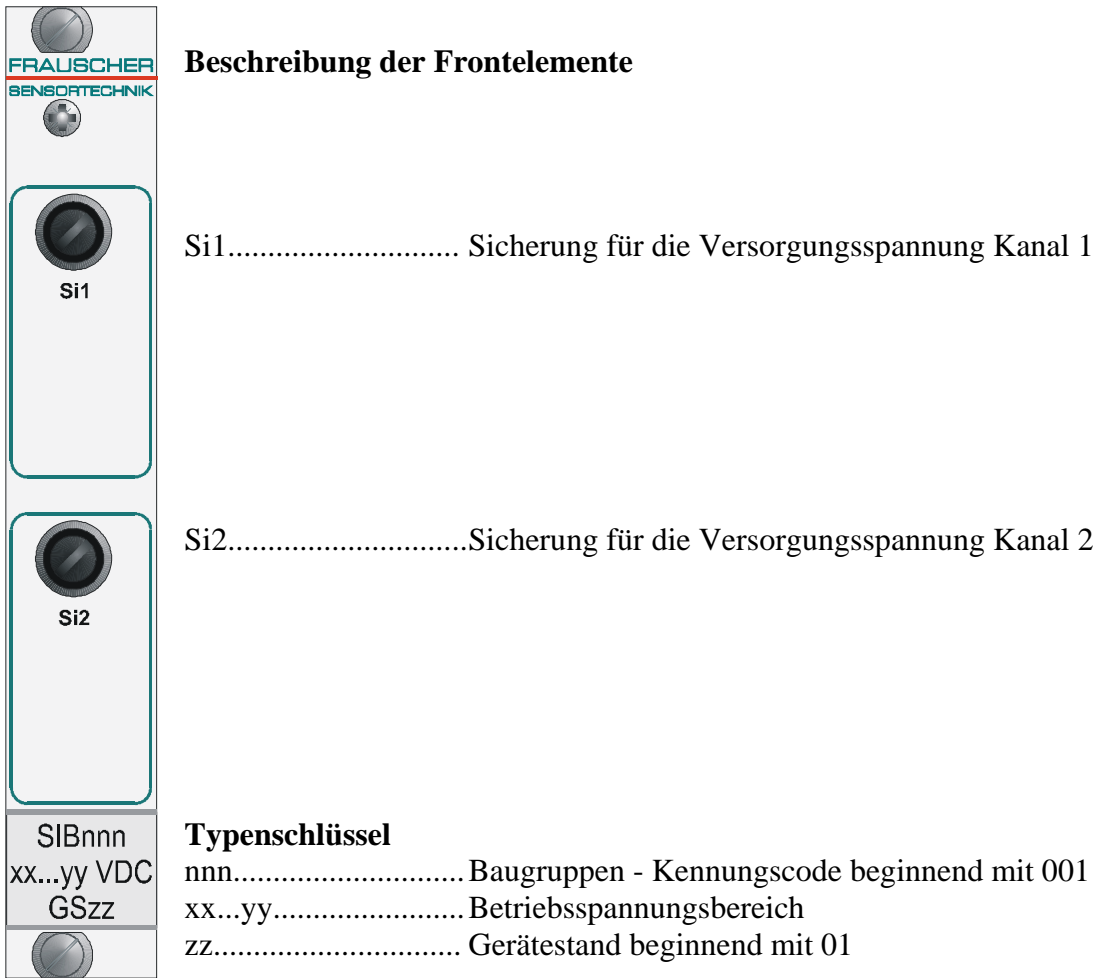 FRAUSCHER
SENSORTECHNIK
Beschreibung der Frontelemente
Si1
Si1............................. Sicherung für die Versorgungsspannung Kanal 1
Si2
Si2..............................Sicherung für die Versorgungsspannung Kanal 2
SIBnnn
xx...yy VDC
GSzz
Typenschlüssel
nnn.............................Baugruppen - Kennungscode beginnend mit 001
xx...yy........................Betriebsspannungsbereich
zz............................... Gerätestand beginnend mit 01